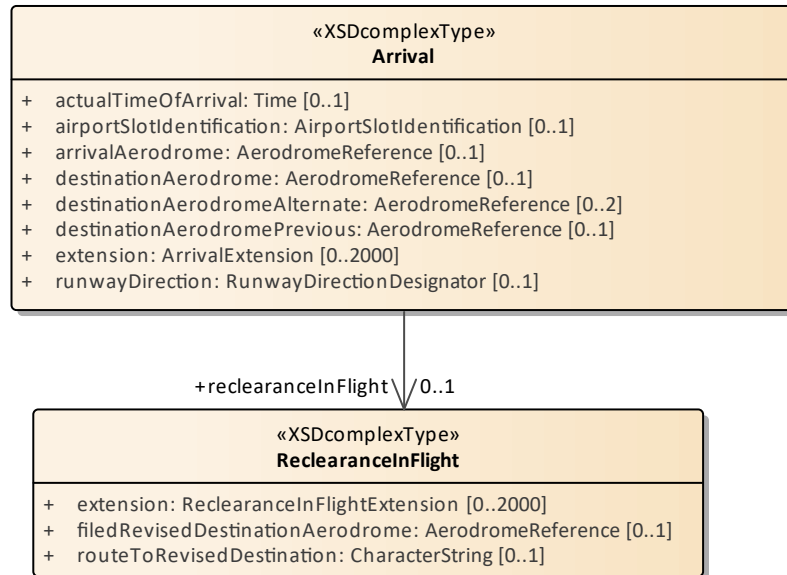 «XSDcomplexType»
Arrival
+ actualTimeOfArrival: Time [0..1]
+ airportSlotIdentification: AirportSlotIdentification [0..1]
+ arrivalAerodrome: AerodromeReference [0..1]
+ destinationAerodrome: AerodromeReference [0..1]
+ destinationAerodromeAlternate: AerodromeReference [0..2]
+ destinationAerodromePrevious: AerodromeReference [0..1]
+ extension: ArrivalExtension [0..2000]
+ runwayDirection: RunwayDirectionDesignator [0..1]
+reclearanceInFlight 0..1
«XSDcomplexType»
ReclearanceInFlight
+ extension: ReclearanceInFlightExtension [0..2000]
+ filedRevisedDestinationAerodrome: AerodromeReference [0..1]
+ routeToRevisedDestination: CharacterString [0..1]